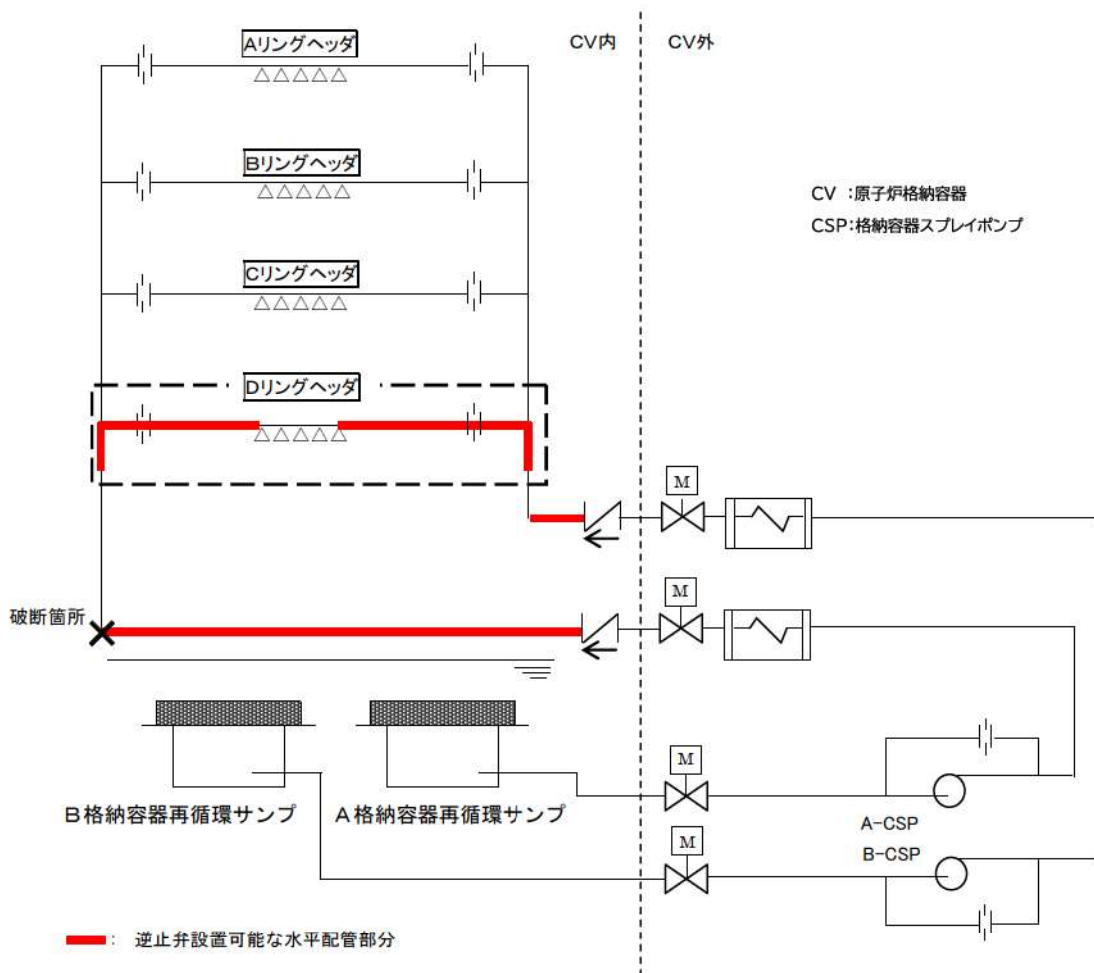 Aリングヘッダ
CV内
CV外
Bリングヘッダ
CV :原子炉格納容器
CSP:格納容器スプレイポンプ
Cリングヘッダ
Dリングヘッダ
M
M
破断箇所
M
B格納容器再循環サンプ
A格納容器再循環サンプ
A-CSP
M
B-CSP
: 逆止弁設置可能な水平配管部分